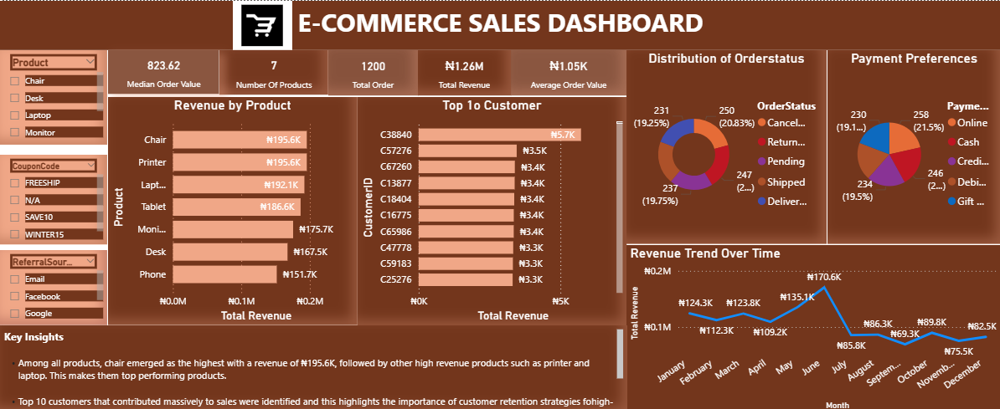 E-COMMERCE SALES DASHBOARD
Product
Chair
Desk
Laptop
Monitor
CouponCode
FREESHIP
N/A
SAVE10
WINTER15
ReferralSour...
Email
Facebook
Google
823.62
Median Order Value
7
Number Of Products
1200
Total Order
₦1.26M
Total Revenue
₦1.05K
Average Order Value
Revenue by Product
Product
Chair ₦195.6K
Printer ₦195.6K
Lapt... ₦192.1K
Tablet ₦186.6K
Moni... ₦175.7K
Desk ₦167.5K
Phone ₦151.7K
₦0.0M ₦0.1M ₦0.2M
Total Revenue
Top 1o Customer
CustomerID
C38840 ₦5.7K
C57276 ₦3.5K
C67260 ₦3.4K
C13877 ₦3.4K
C18404 ₦3.4K
C16775 ₦3.4K
C65986 ₦3.4K
C47778 ₦3.3K
C59183 ₦3.3K
C25276 ₦3.3K
₦0K ₦5K
Total Revenue
Distribution of Orderstatus
231
(19.25%)
250
(20.83%)
247
(2...)
237
(19.75%)
OrderStatus
Cancel...
Return...
Pending
Shipped
Deliver...
Payment Preferences
230
(19.1...)
258
(21.5%)
246
(2...)
234
(19.5%)
Payme...
Online
Cash
Credi...
Debi...
Gift ...
Revenue Trend Over Time
Total Revenue
₦0.2M
₦0.1M
₦124.3K
₦112.3K
₦123.8K
₦109.2K
₦135.1K
₦170.6K
₦85.8K
₦86.3K
₦69.3K
₦89.8K
₦75.5K
₦82.5K
January
February
March
April
May
June
July
August
Septem...
October
Novemb...
December
Month
Key Insights
Among all products, chair emerged as the highest with a revenue of ₦195.6K, followed by other high revenue products such as printer and
laptop. This makes them top performing products.
Top 10 customers that contributed massively to sales were identified and this highlights the importance of customer retention strategies fohigh-